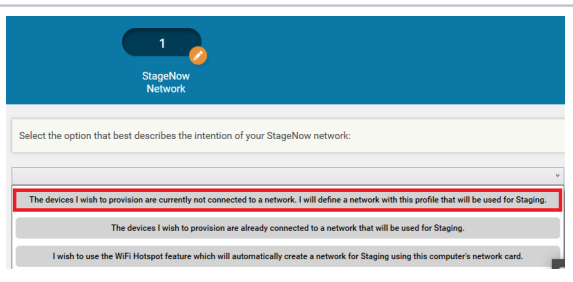 1
StageNow
Network
Select the option that best describes the intention of your StageNow network:
The devices I wish to provision are currently not connected to a network. I will define a network with this profile that will be used for Staging.
The devices I wish to provision are already connected to a network that will be used for Staging.
I wish to use the WiFi Hotspot feature which will automatically create a network for Staging using this computer's network card.